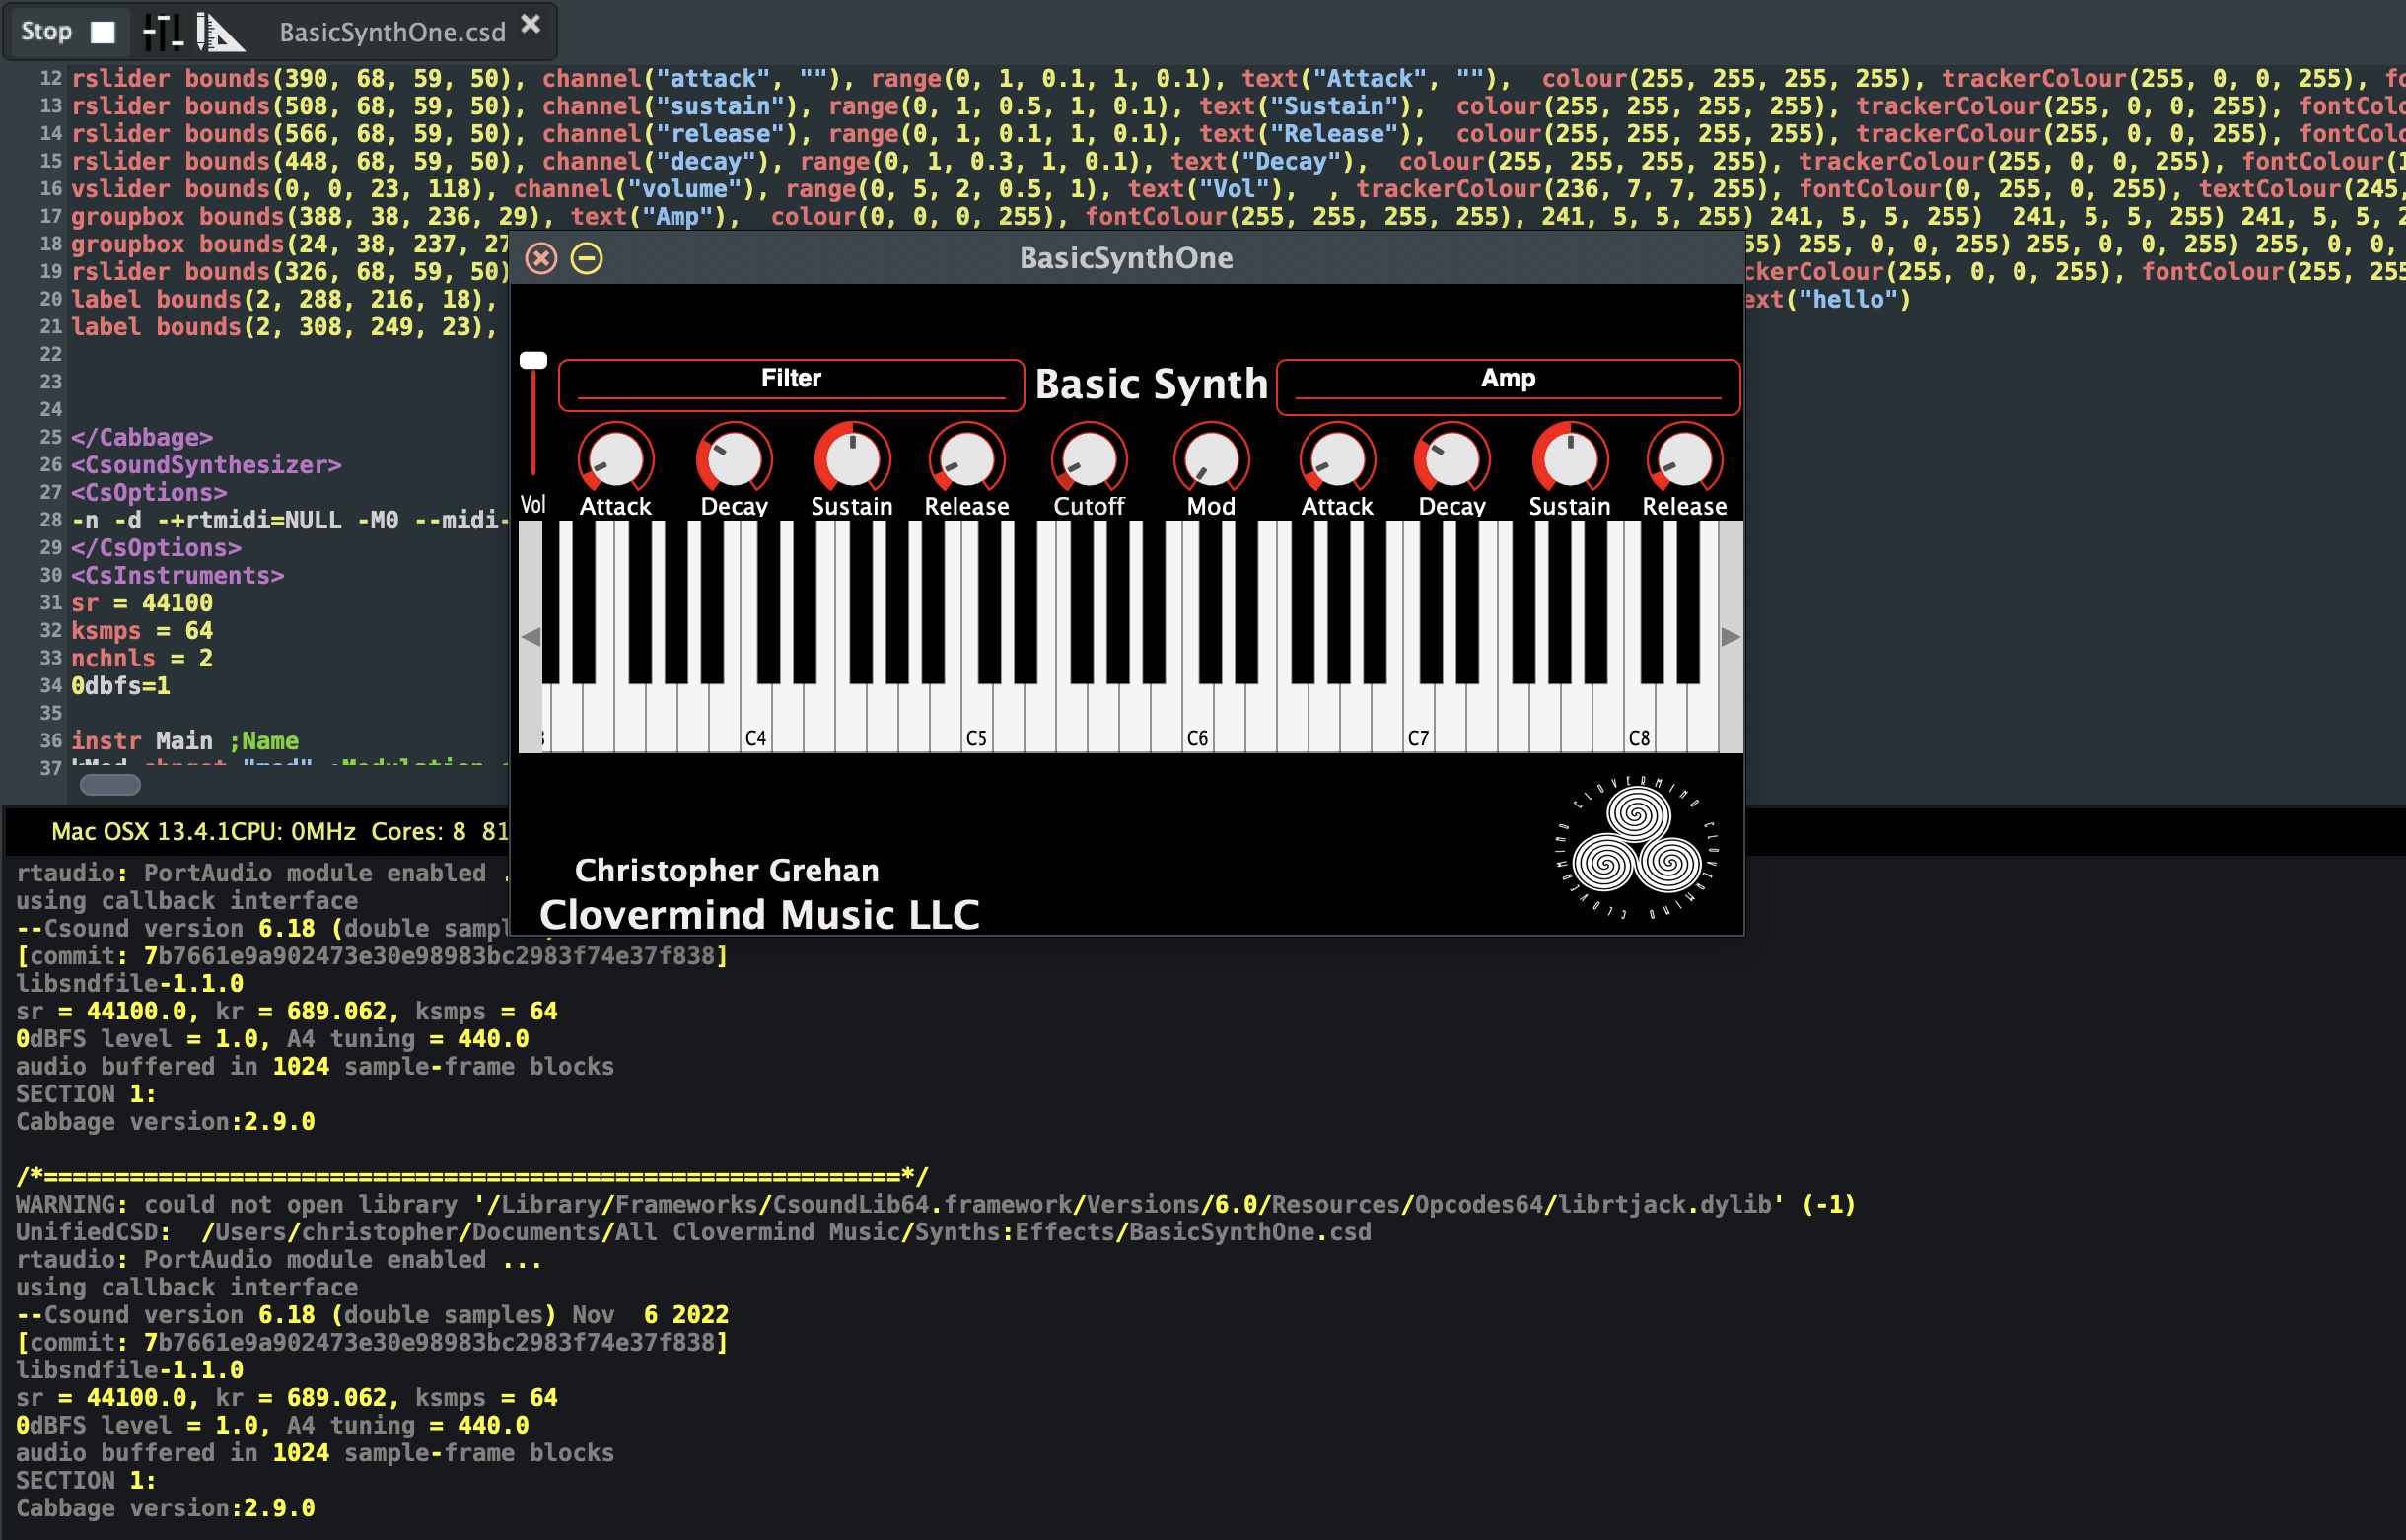 Stop BasicSynthOne.csd
12 rslider bounds(390, 68, 59, 50), channel("attack", ""), range(0, 1, 0.1, 1, 0.1), text("Attack", ""),  colour(255, 255, 255, 255), trackerColour(255, 0, 0, 255), fo
13 rslider bounds(508, 68, 59, 50), channel("sustain"), range(0, 1, 0.5, 1, 0.1), text("Sustain"),  colour(255, 255, 255, 255), trackerColour(255, 0, 0, 255), fontColo
14 rslider bounds(566, 68, 59, 50), channel("release"), range(0, 1, 0.1, 1, 0.1), text("Release"),  colour(255, 255, 255, 255), trackerColour(255, 0, 0, 255), fontColo
15 rslider bounds(448, 68, 59, 50), channel("decay"), range(0, 1, 0.3, 1, 0.1), text("Decay"),  colour(255, 255, 255, 255), trackerColour(255, 0, 0, 255), fontColour(1
16 vslider bounds(0, 0, 23, 118), channel("volume"), range(0, 5, 2, 0.5, 1), text("Vol"),  , trackerColour(236, 7, 7, 255), fontColour(0, 255, 0, 255), textColour(245,
17 groupbox bounds(388, 38, 236, 29), text("Amp"),  colour(0, 0, 0, 255), fontColour(255, 255, 255, 255), 241, 5, 5, 255) 241, 5, 5, 255)  241, 5, 5, 255) 241, 5, 5, 2
18 groupbox bounds(24, 38, 237, 27 55) 255, 0, 0, 255) 255, 0, 0, 255) 255, 0, 0,
19 rslider bounds(326, 68, 59, 50) ckerColour(255, 0, 0, 255), fontColour(255, 255
20 label bounds(2, 288, 216, 18), ext("hello")
21 label bounds(2, 308, 249, 23),
22
23
24
25 </Cabbage>
26 <CsoundSynthesizer>
27 <CsOptions>
28 -n -d -+rtmidi=NULL -M0 --midi-
29 </CsOptions>
30 <CsInstruments>
31 sr = 44100
32 ksmps = 64
33 nchnls = 2
34 0dbfs=1
35
36 instr Main ;Name
37 kMod chnget "mod" ;Modulation
BasicSynthOne
Filter
Basic Synth
Amp
Vol Attack Decay Sustain Release Cutoff Mod Attack Decay Sustain Release
C4 C5 C6 C7 C8
Christopher Grehan
Clovermind Music LLC
CLOVERMIND CLOVERMIND CLOVERMIND
Mac OSX 13.4.1CPU: 0MHz  Cores: 8  81
rtaudio: PortAudio module enabled .
using callback interface
--Csound version 6.18 (double sampl
[commit: 7b7661e9a902473e30e98983bc2983f74e37f838]
libsndfile-1.1.0
sr = 44100.0, kr = 689.062, ksmps = 64
0dBFS level = 1.0, A4 tuning = 440.0
audio buffered in 1024 sample-frame blocks
SECTION 1:
Cabbage version:2.9.0
/*============================================================*/
WARNING: could not open library '/Library/Frameworks/CsoundLib64.framework/Versions/6.0/Resources/Opcodes64/librtjack.dylib' (-1)
UnifiedCSD:  /Users/christopher/Documents/All Clovermind Music/Synths:Effects/BasicSynthOne.csd
rtaudio: PortAudio module enabled ...
using callback interface
--Csound version 6.18 (double samples) Nov  6 2022
[commit: 7b7661e9a902473e30e98983bc2983f74e37f838]
libsndfile-1.1.0
sr = 44100.0, kr = 689.062, ksmps = 64
0dBFS level = 1.0, A4 tuning = 440.0
audio buffered in 1024 sample-frame blocks
SECTION 1:
Cabbage version:2.9.0